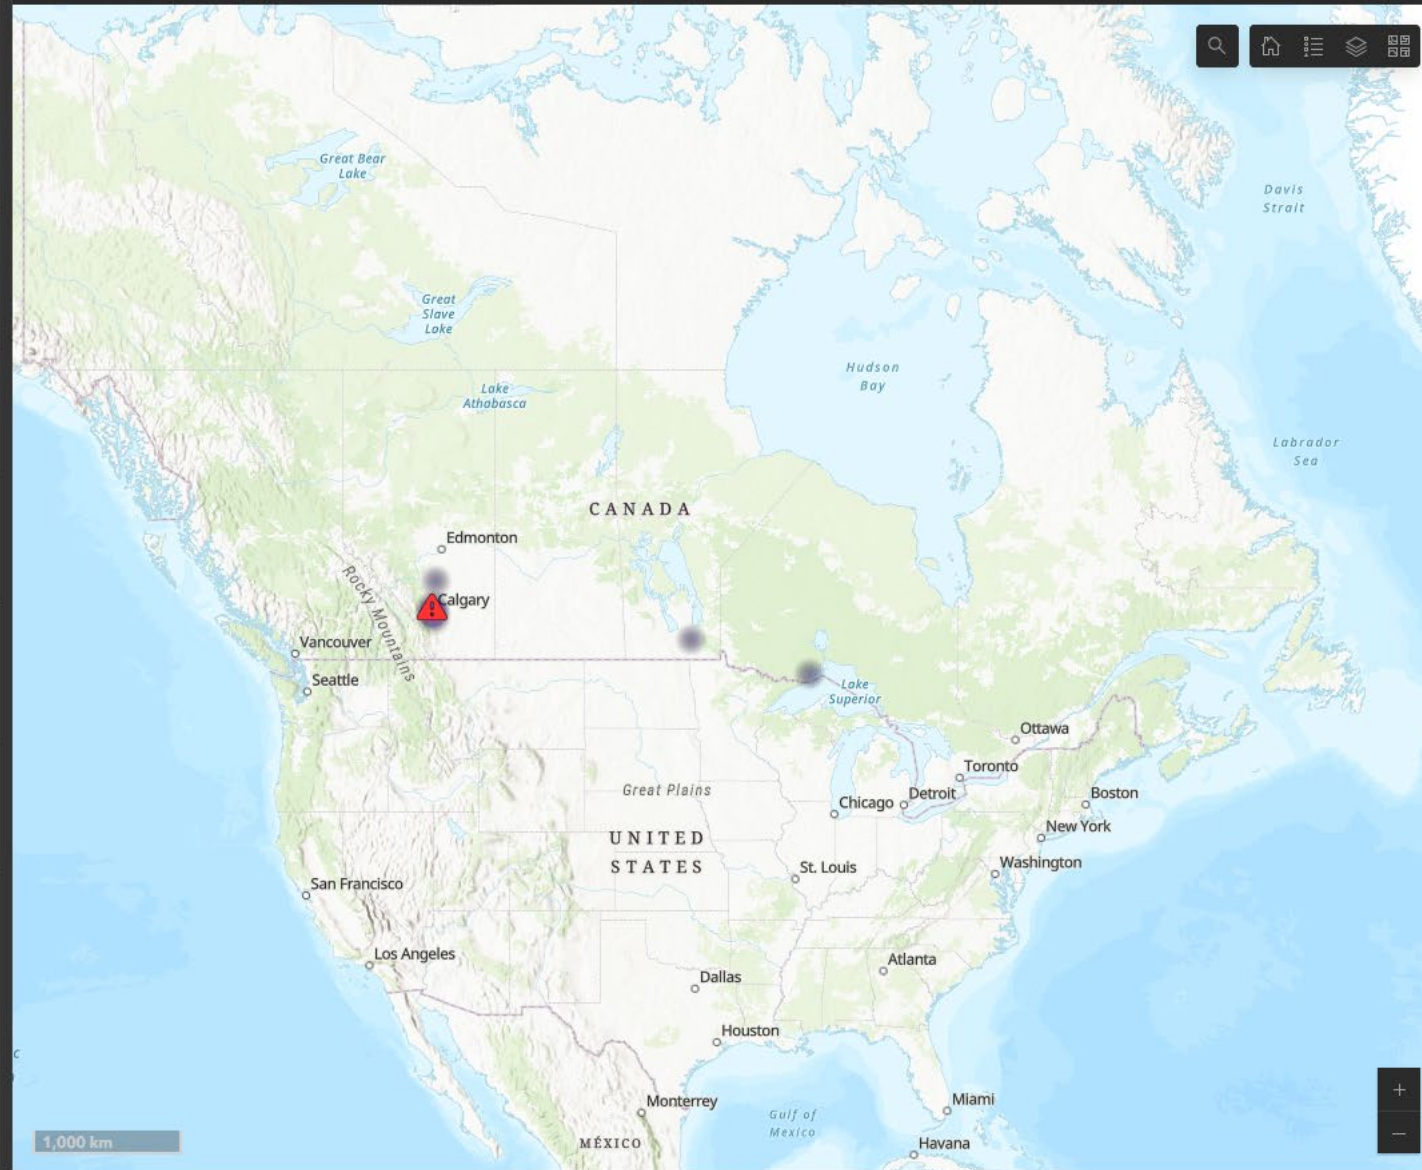 Great Bear
Lake
Davis
Strait
Great
Slave
Lake
Hudson
Bay
Lake
Athabasca
Labrador
Sea
CANADA
Edmonton
Rocky Mountains
Calgary
Vancouver
Seattle
Lake
Superior
Ottawa
Toronto
Great Plains
Chicago
Detroit
Boston
New York
UNITED
STATES
St. Louis
Washington
San Francisco
Los Angeles
Atlanta
Dallas
Houston
Monterrey
Miami
Gulf of
Mexico
1,000 km
MÉXICO
Havana